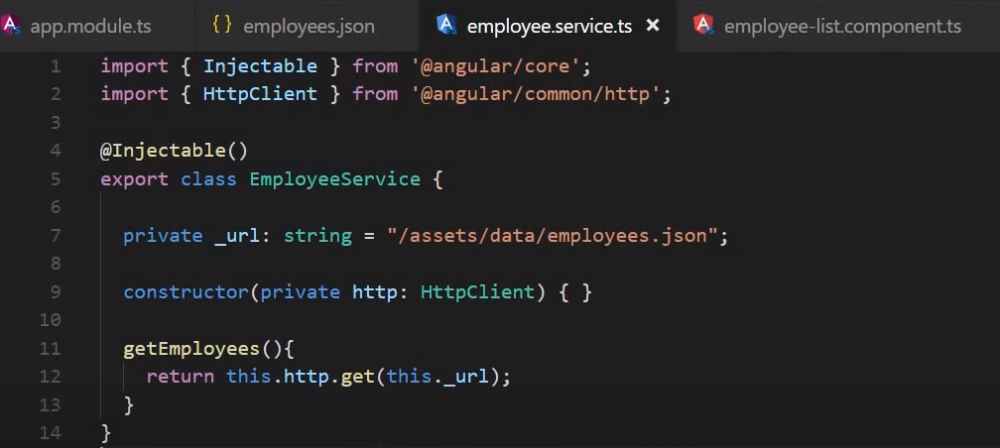 app.module.ts {} employees.json employee.service.ts × employee-list.component.ts
1 import { Injectable } from '@angular/core';
2 import { HttpClient } from '@angular/common/http';
3
4 @Injectable()
5 export class EmployeeService {
6
7 private _url: string = "/assets/data/employees.json";
8
9 constructor(private http: HttpClient) { }
10
11 getEmployees(){
12 return this.http.get(this._url);
13 }
14 }